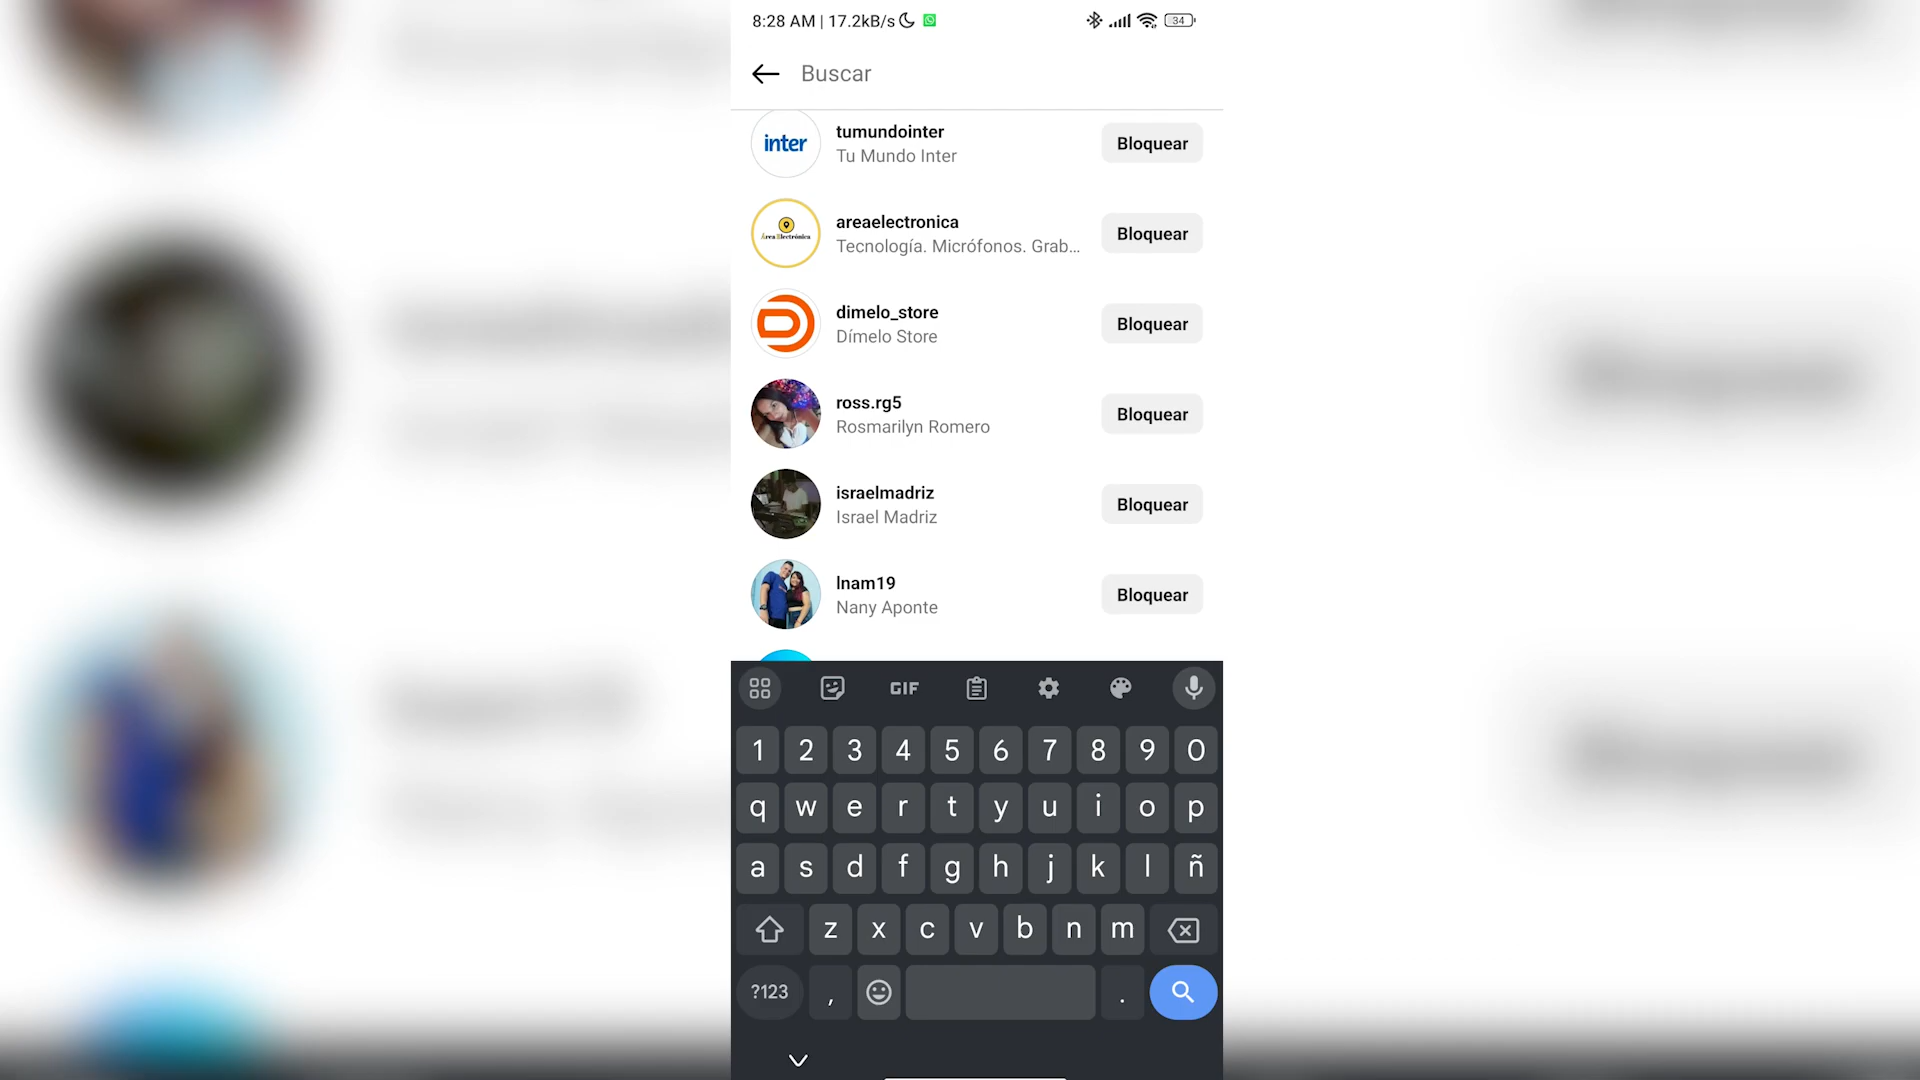 8:28 AM | 17.2kB/s
34
Buscar
inter
tumundointer
Tu Mundo Inter
Bloquear
Área Electrónica
areaelectronica
Tecnología. Micrófonos. Grab...
Bloquear
dimelo_store
Dímelo Store
Bloquear
ross.rg5
Rosmarilyn Romero
Bloquear
israelmadriz
Israel Madriz
Bloquear
lnam19
Nany Aponte
Bloquear
GIF
1 2 3 4 5 6 7 8 9 0
q w e r t y u i o p
a s d f g h j k l ñ
z x c v b n m
?123 , .